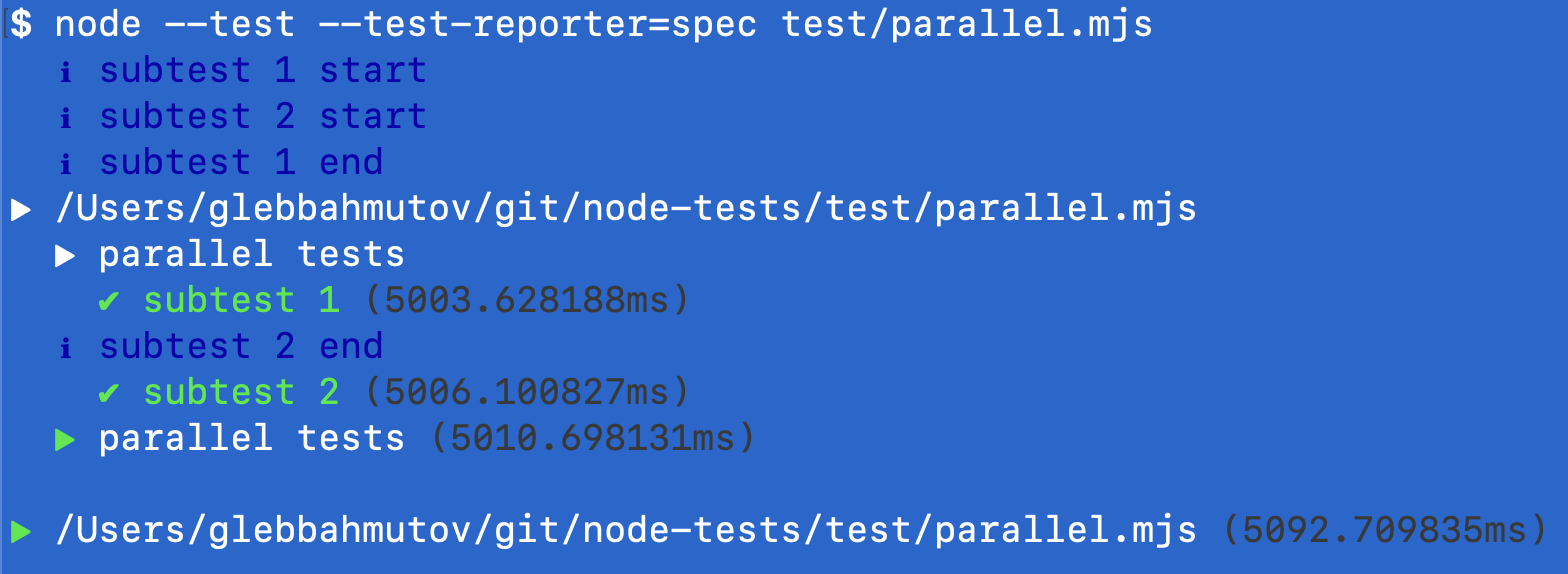 $ node --test --test-reporter=spec test/parallel.mjs
ℹ subtest 1 start
ℹ subtest 2 start
ℹ subtest 1 end
▶ /Users/glebbahmutov/git/node-tests/test/parallel.mjs
▶ parallel tests
✔ subtest 1 (5003.628188ms)
ℹ subtest 2 end
✔ subtest 2 (5006.100827ms)
▶ parallel tests (5010.698131ms)
▶ /Users/glebbahmutov/git/node-tests/test/parallel.mjs (5092.709835ms)